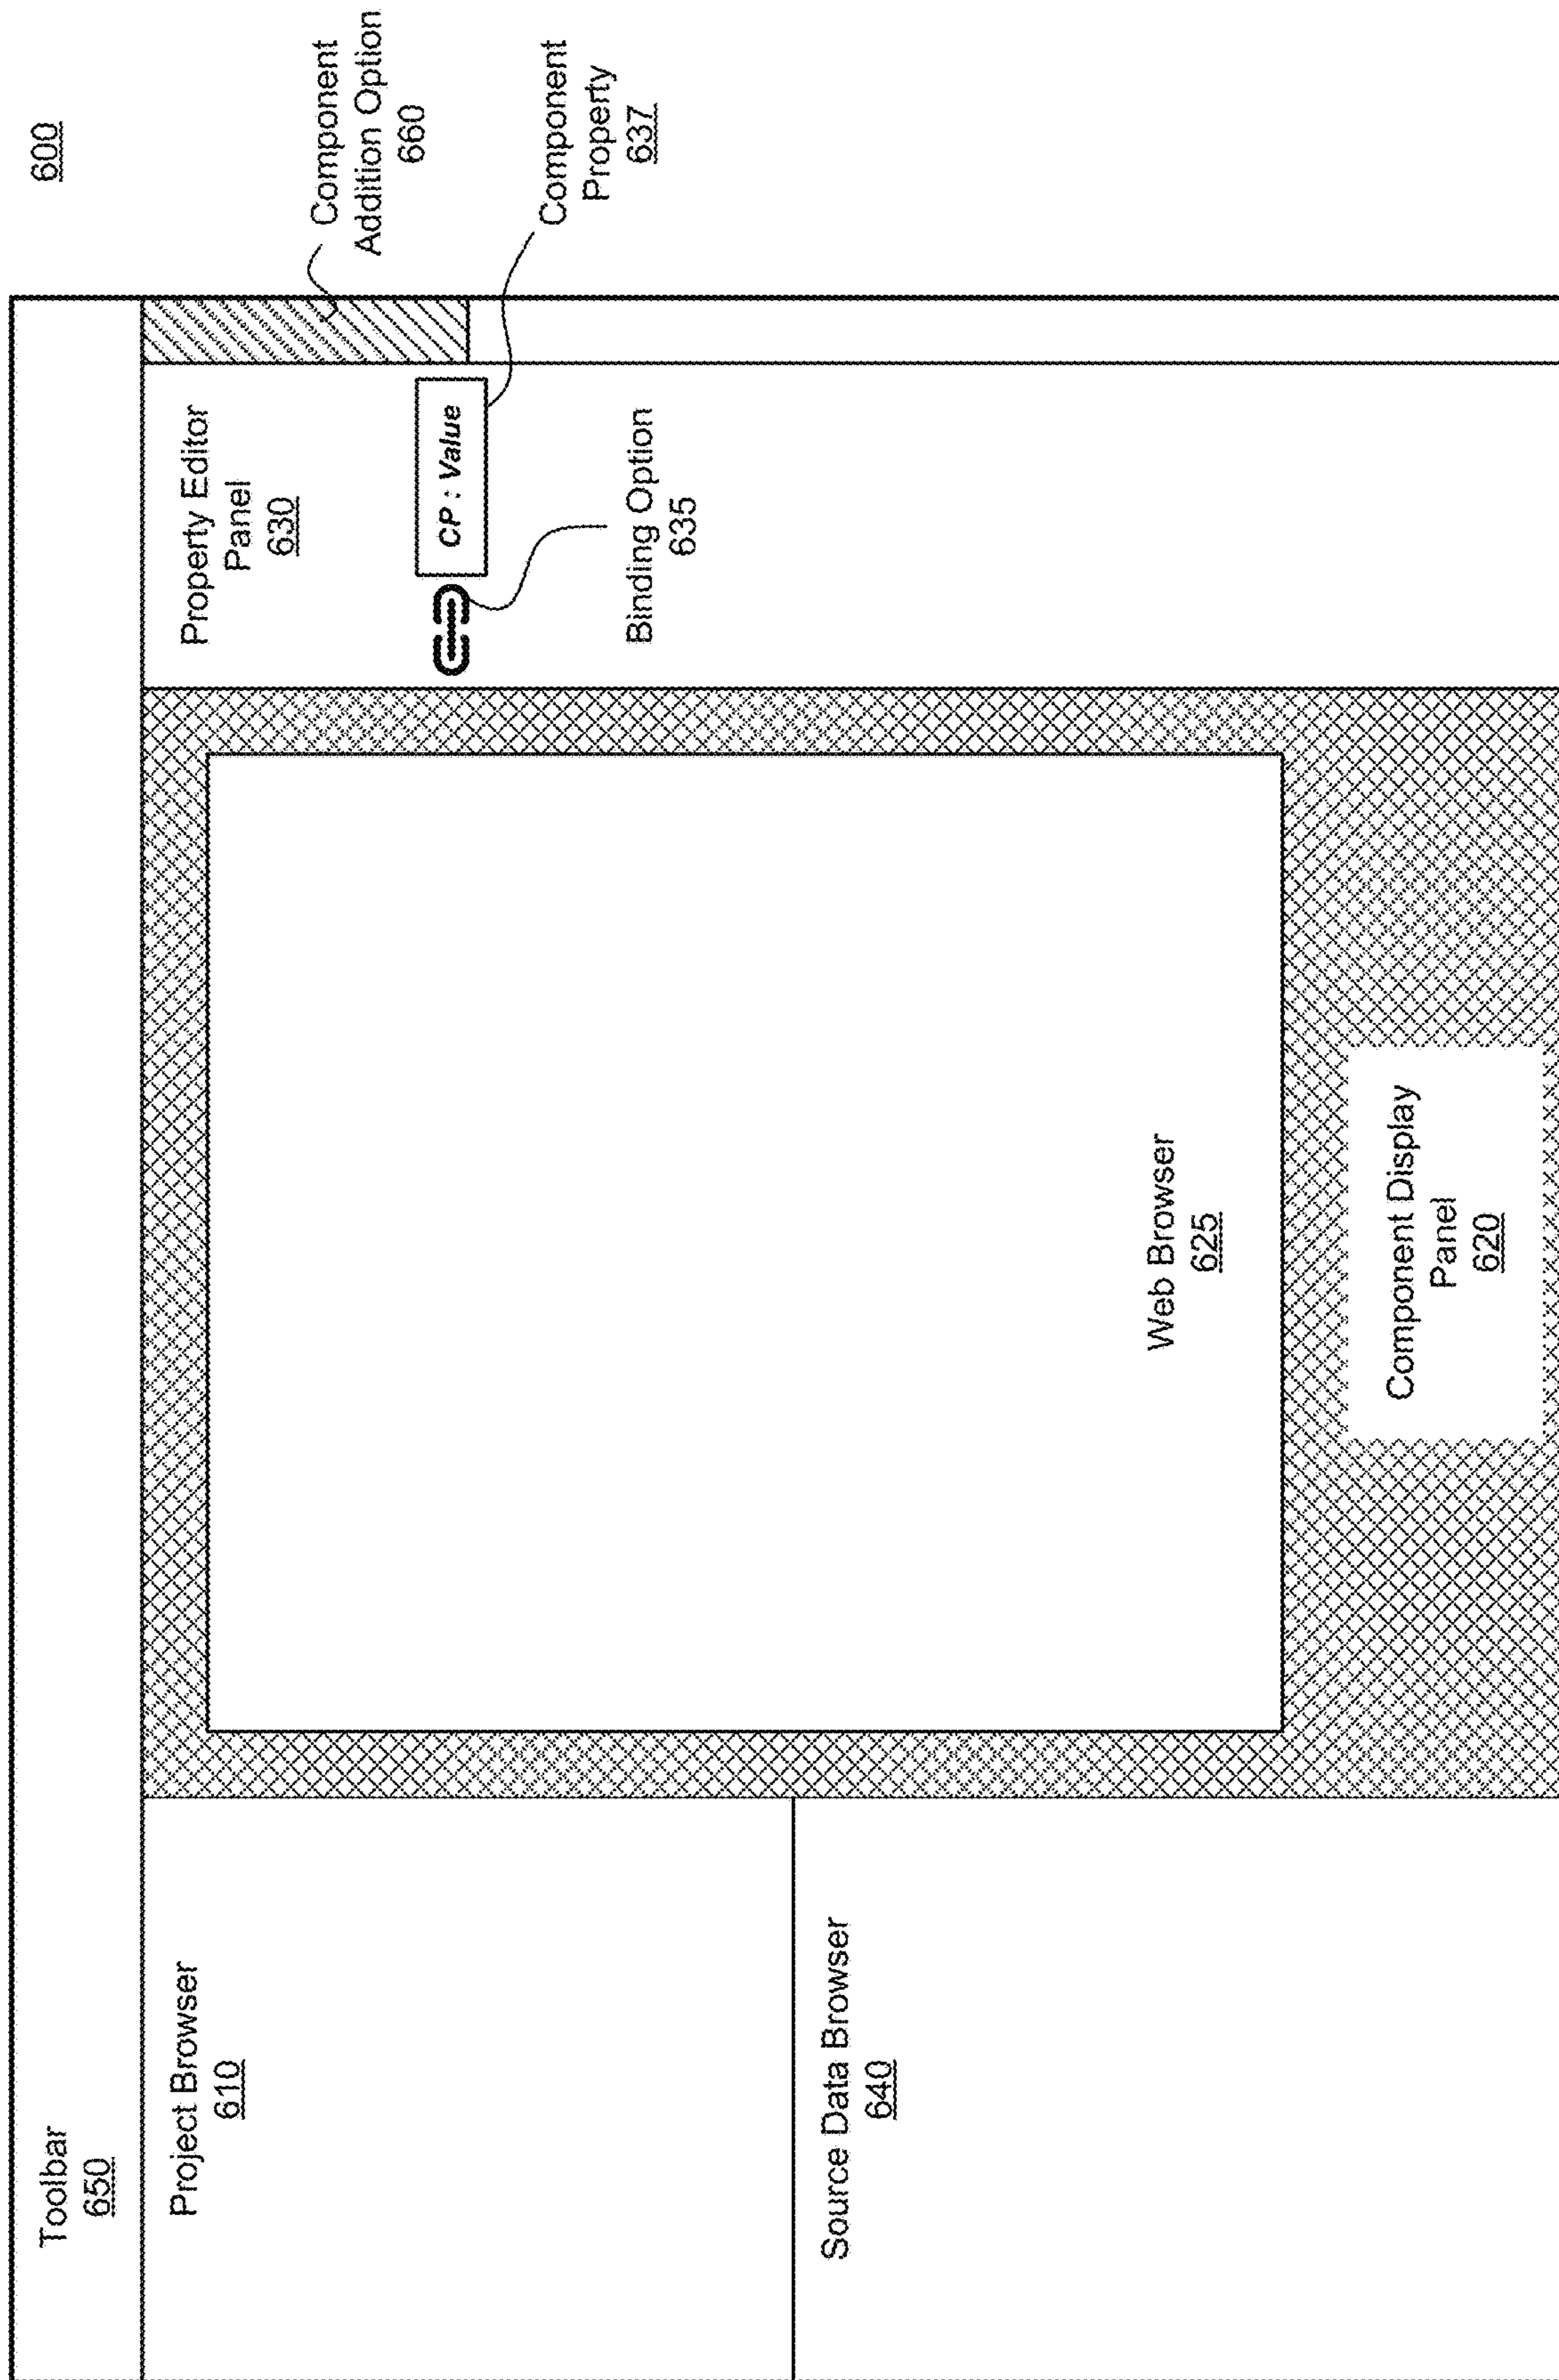 600
Toolbar
650
Project Browser
610
Source Data Browser
640
Web Browser
625
Component Display
Panel
620
Property Editor
Panel
630
CP : Value
Binding Option
635
Component
Addition Option
660
Component
Property
637